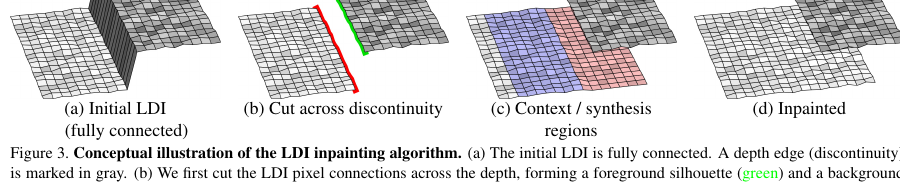 (a) Initial LDI
(fully connected)
(b) Cut across discontinuity
(c) Context / synthesis
regions
(d) Inpainted
Figure 3. Conceptual illustration of the LDI inpainting algorithm. (a) The initial LDI is fully connected. A depth edge (discontinuity)
is marked in gray. (b) We first cut the LDI pixel connections across the depth, forming a foreground silhouette (green) and a background